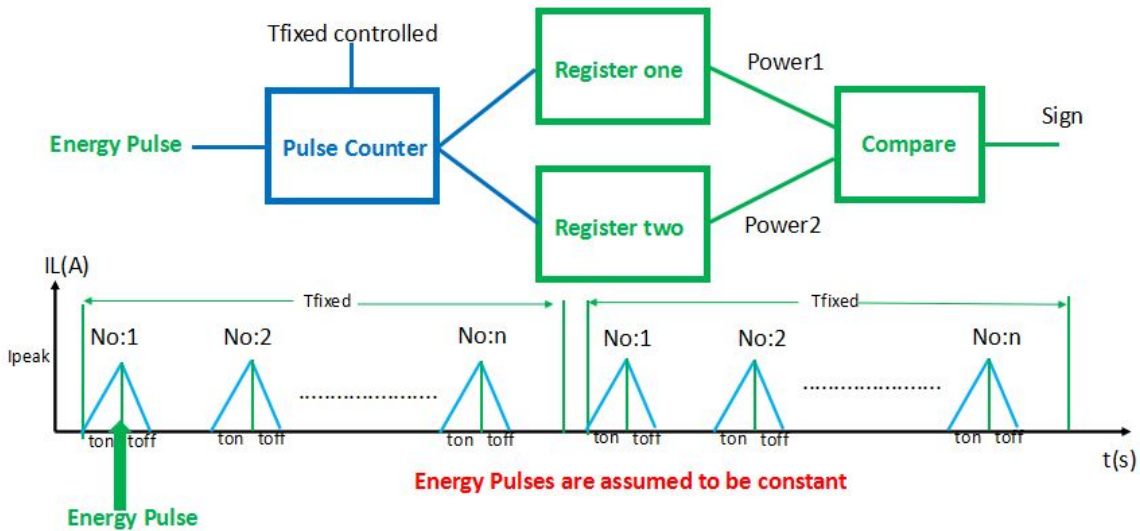 Tfixed controlled
Register one
Power1
Energy Pulse
Pulse Counter
Compare
Sign
Register two
Power2
IL(A)
Tfixed
Tfixed
No:1
No:2
No:n
No:1
No:2
No:n
Ipeak
.......................
.......................
ton toff
ton toff
ton toff
ton toff
ton toff
ton toff
t(s)
Energy Pulses are assumed to be constant
Energy Pulse